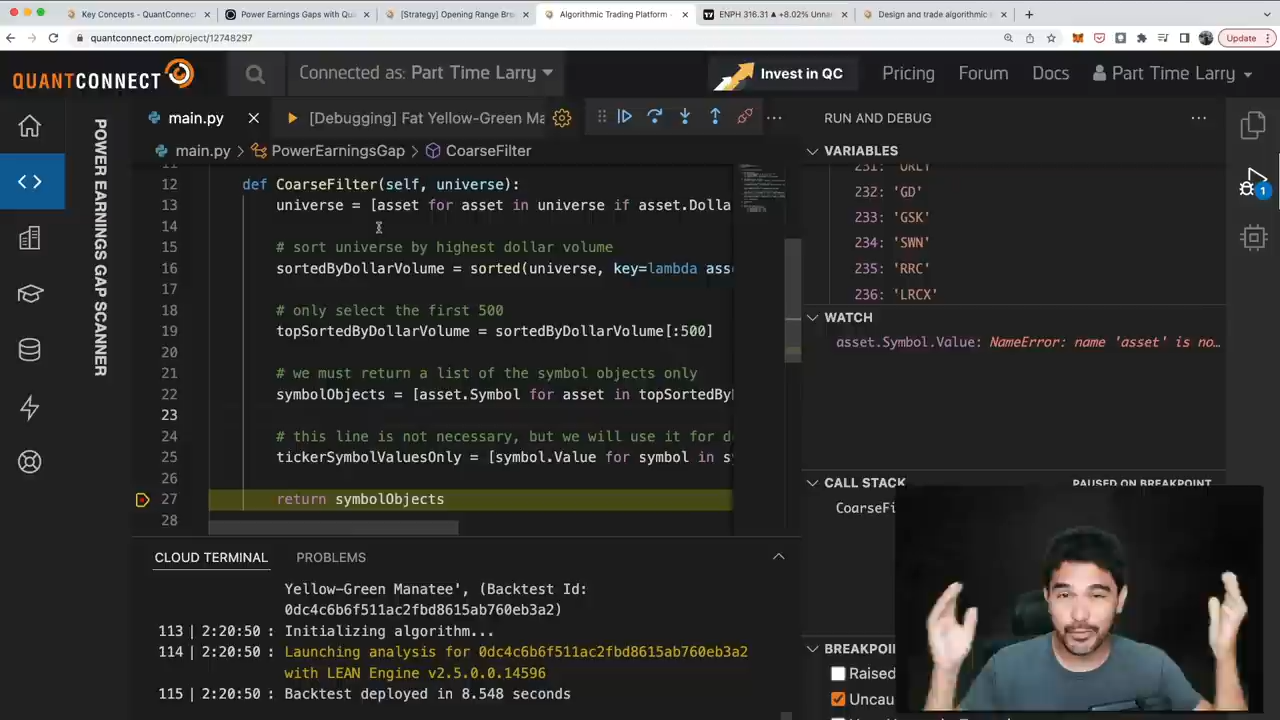 Key Concepts - QuantConnect
Power Earnings Gaps with Qu
[Strategy] Opening Range Br
Algorithmic Trading Platform -
ENPH 316.31 ▲ +8.02% Unna
Design and trade algorithmic
quantconnect.com/project/12748297
Update
QUANTCONNECT
Connected as: Part Time Larry
Invest in QC
Pricing
Forum
Docs
Part Time Larry
POWER EARNINGS GAP SCANNER
main.py
[Debugging] Fat Yellow-Green Ma
main.py > PowerEarningsGap > CoarseFilter
11
12 def CoarseFilter(self, universe):
13 universe = [asset for asset in universe if asset.Dolla
14
15 # sort universe by highest dollar volume
16 sortedByDollarVolume = sorted(universe, key=lambda ass
17
18 # only select the first 500
19 topSortedByDollarVolume = sortedByDollarVolume[:500]
20
21 # we must return a list of the symbol objects only
22 symbolObjects = [asset.Symbol for asset in topSortedBy
23
24 # this line is not necessary, but we will use it for d
25 tickerSymbolValuesOnly = [symbol.Value for symbol in s
26
27 return symbolObjects
28
CLOUD TERMINAL
PROBLEMS
Yellow-Green Manatee', (Backtest Id:
0dc4c6b6f511ac2fbd8615ab760eb3a2)
113 | 2:20:50 : Initializing algorithm...
114 | 2:20:50 : Launching analysis for 0dc4c6b6f511ac2fbd8615ab760eb3a2
with LEAN Engine v2.5.0.0.14596
115 | 2:20:50 : Backtest deployed in 8.548 seconds
RUN AND DEBUG
VARIABLES
231: 'ORLY'
232: 'GD'
233: 'GSK'
234: 'SWN'
235: 'RRC'
236: 'LRCX'
WATCH
asset.Symbol.Value: NameError: name 'asset' is no…
CALL STACK
PAUSED ON BREAKPOINT
CoarseFi
BREAKPOIN
Raised
Uncau
1